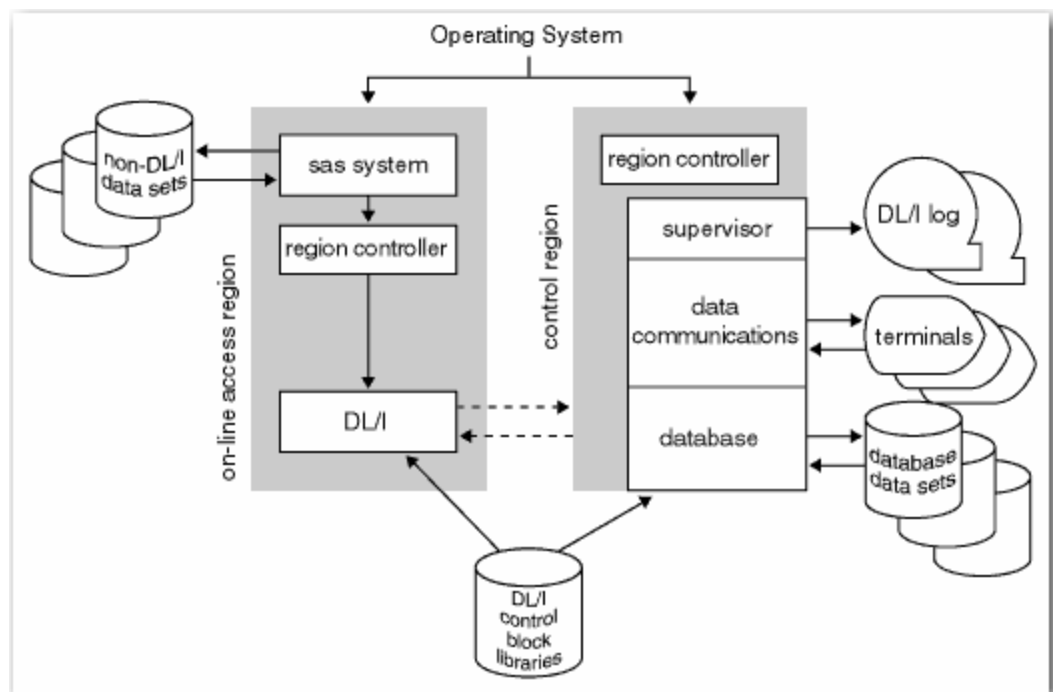 Operating System
non-DL/I
data sets
sas system
region controller
DL/I
on-line access region
control region
region controller
supervisor
data
communications
database
DL/I log
terminals
database
data sets
DL/I
control
block
libraries